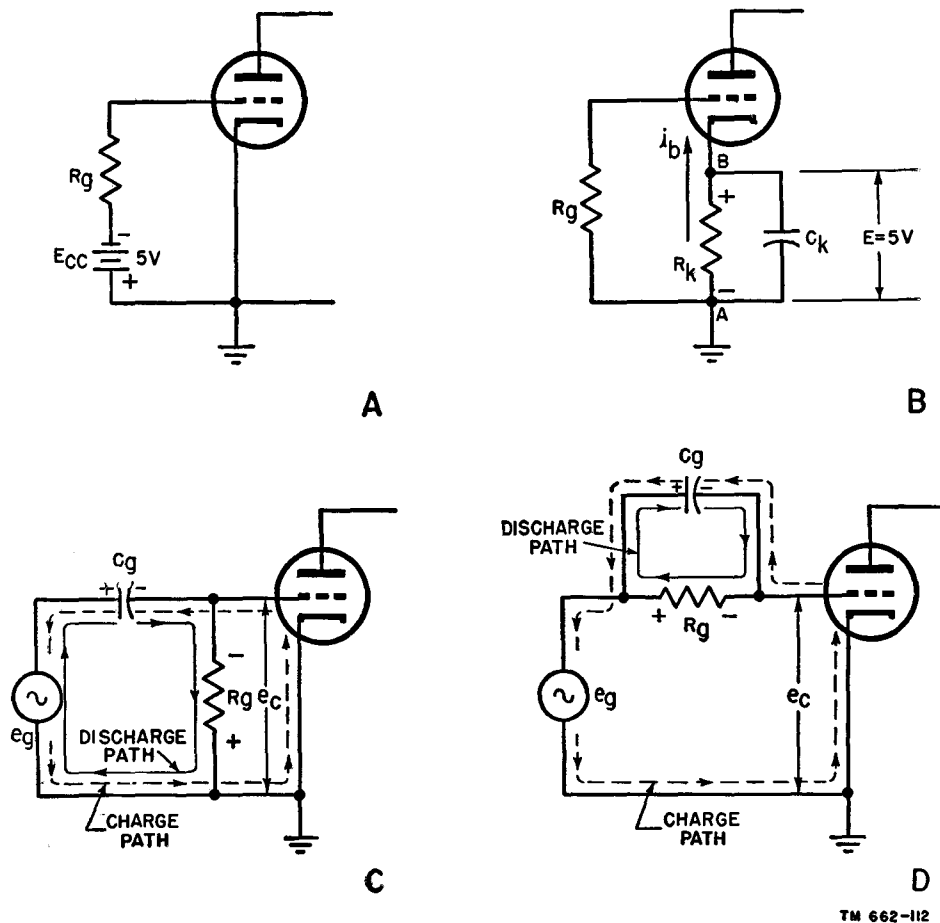 Rg
-
ECC 5V
+
A
ib
B
+
Rg
Rk
Ck
E=5V
-
A
B
Cg
+ -
-
Rg
ec
+
eg
DISCHARGE
PATH
CHARGE
PATH
C
Cg
+ -
DISCHARGE
PATH
+ -
Rg
eg
ec
CHARGE
PATH
D
TM 662-112